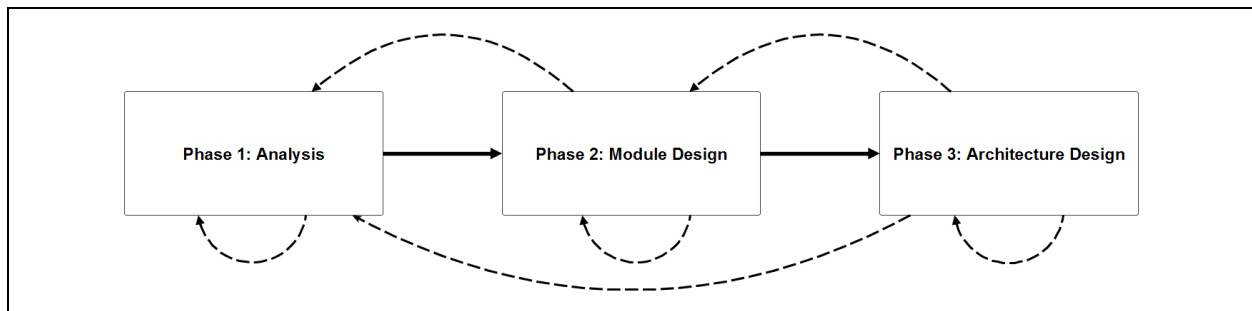 Phase 1: Analysis
Phase 2: Module Design
Phase 3: Architecture Design